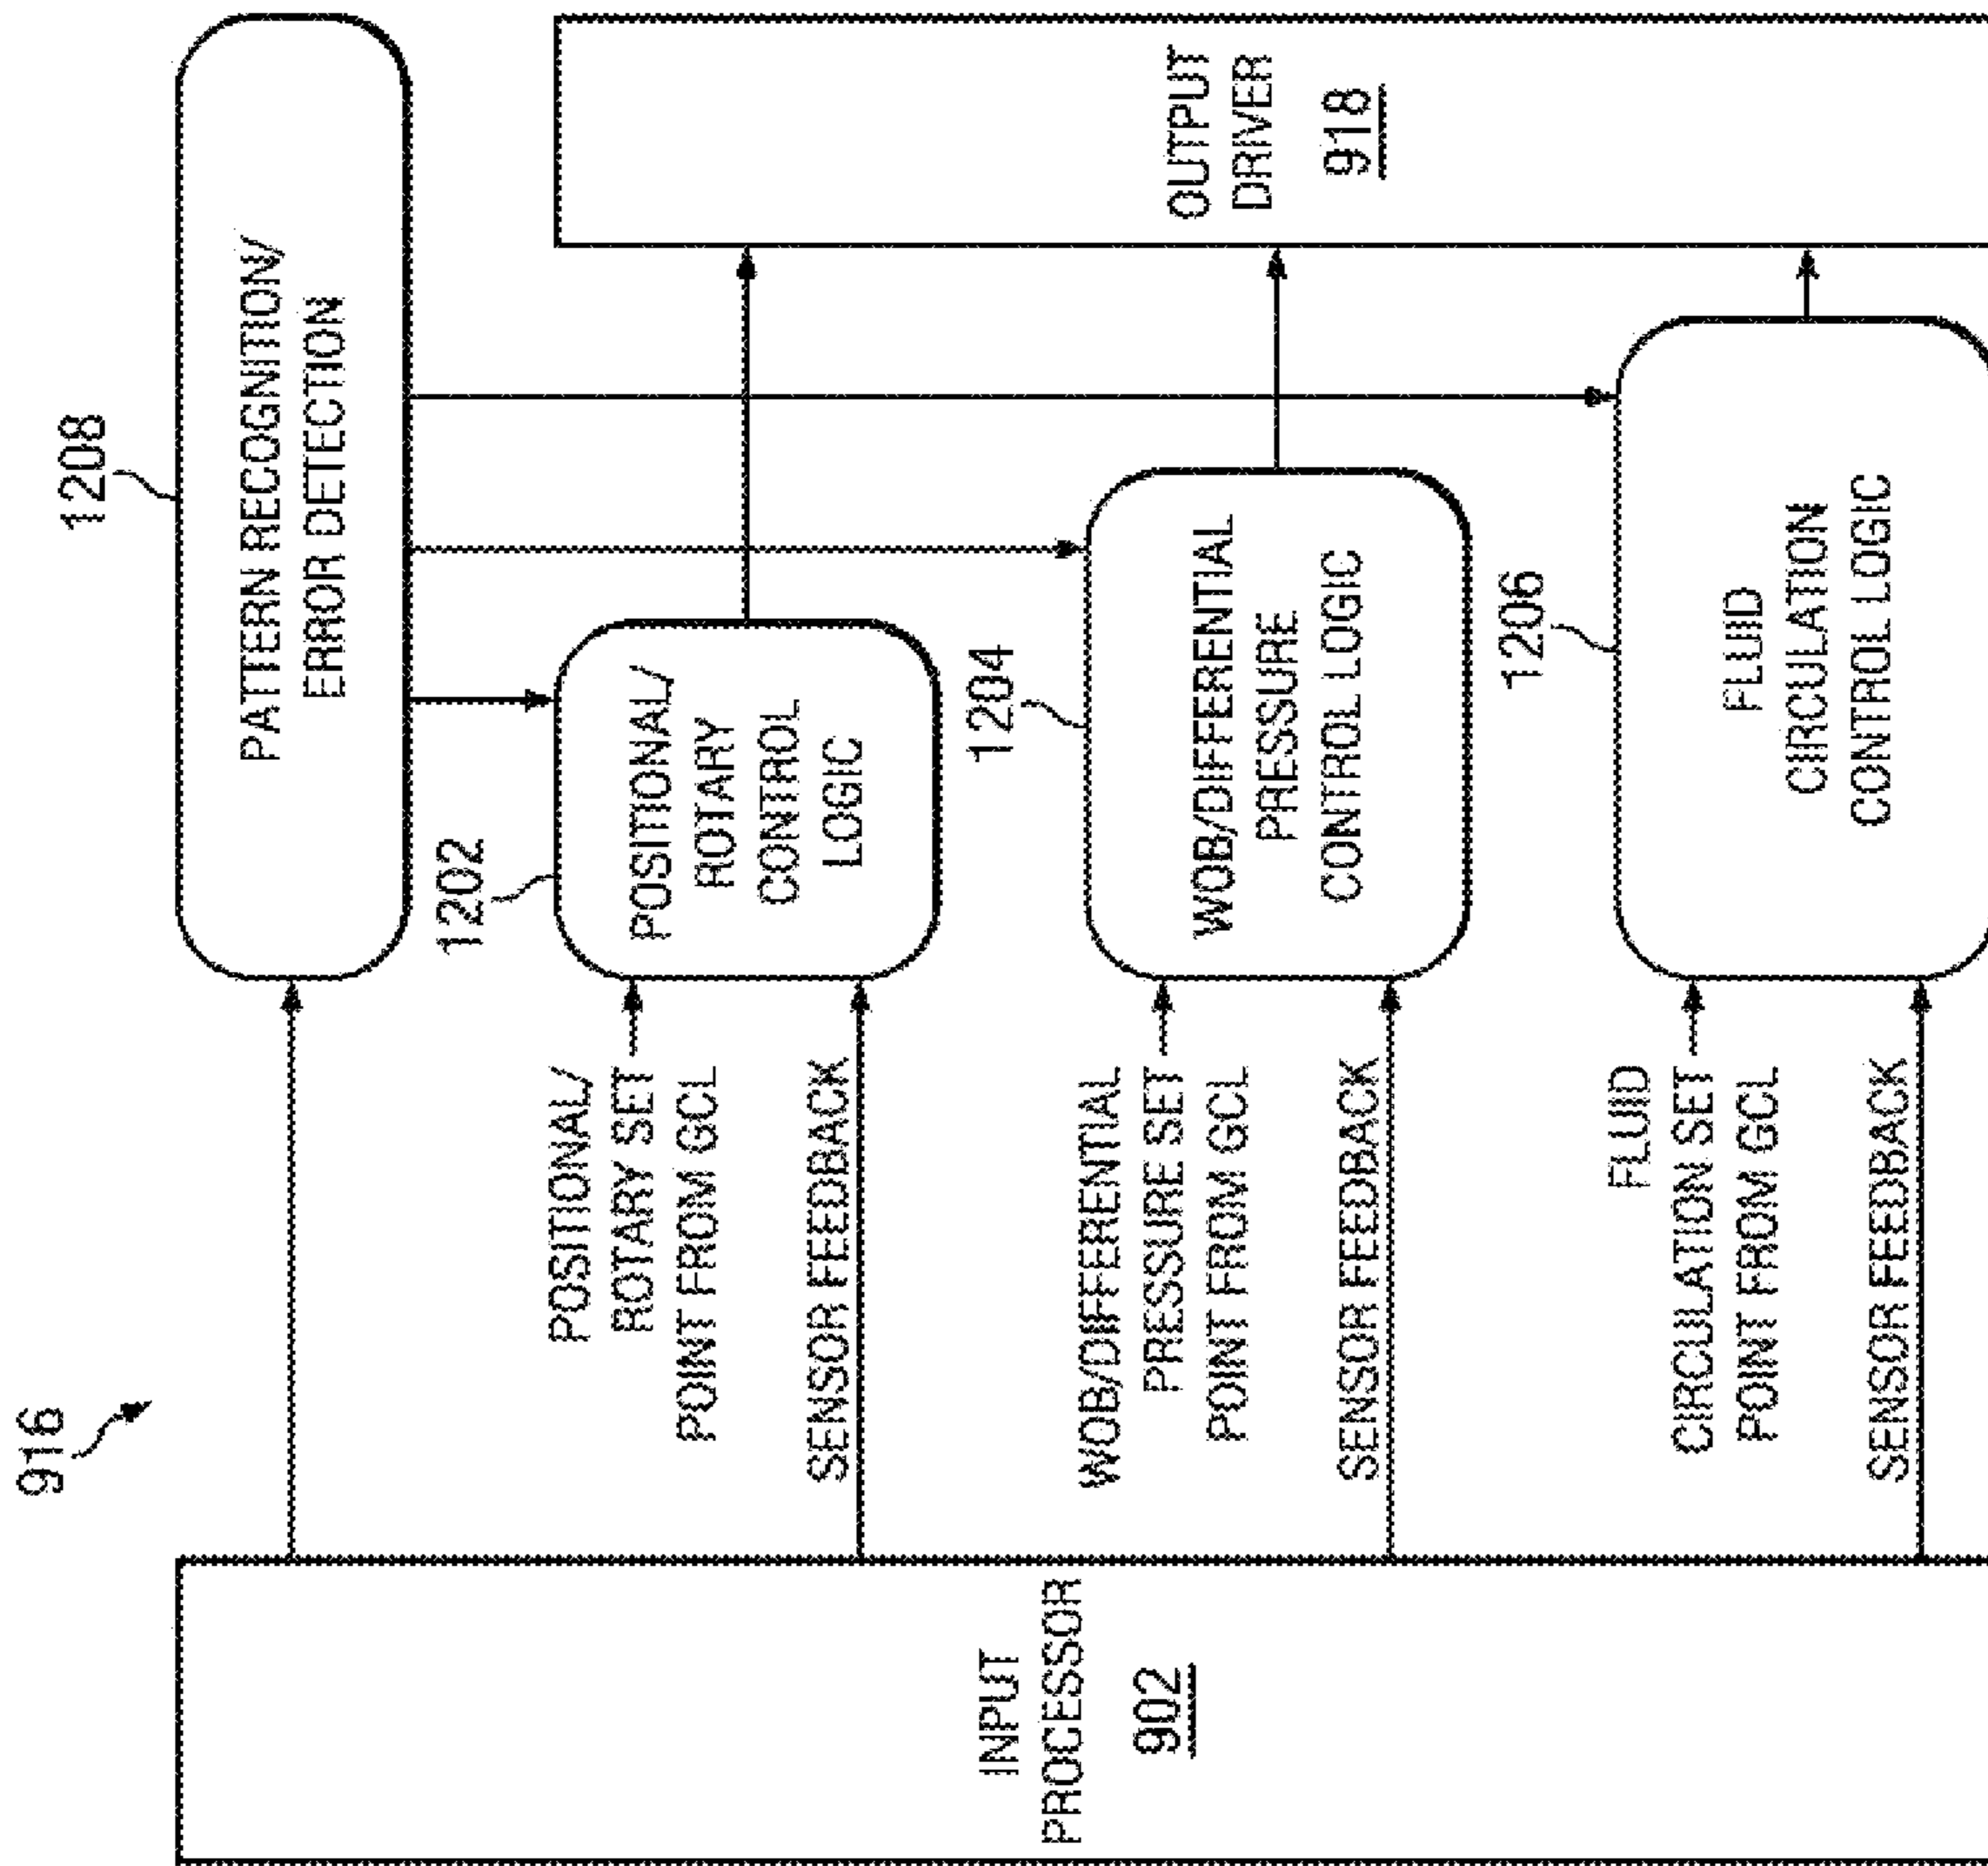 916
INPUT
PROCESSOR
902
1208
PATTERN RECOGNITION/
ERROR DETECTION
POSITIONAL/
ROTARY SET
POINT FROM GCL
SENSOR FEEDBACK
1202
POSITIONAL/
ROTARY
CONTROL
LOGIC
WOB/DIFFERENTIAL
PRESSURE SET
POINT FROM GCL
SENSOR FEEDBACK
1204
WOB/DIFFERENTIAL
PRESSURE
CONTROL LOGIC
FLUID
CIRCULATION SET
POINT FROM GCL
SENSOR FEEDBACK
1206
FLUID
CIRCULATION
CONTROL LOGIC
OUTPUT
DRIVER
918